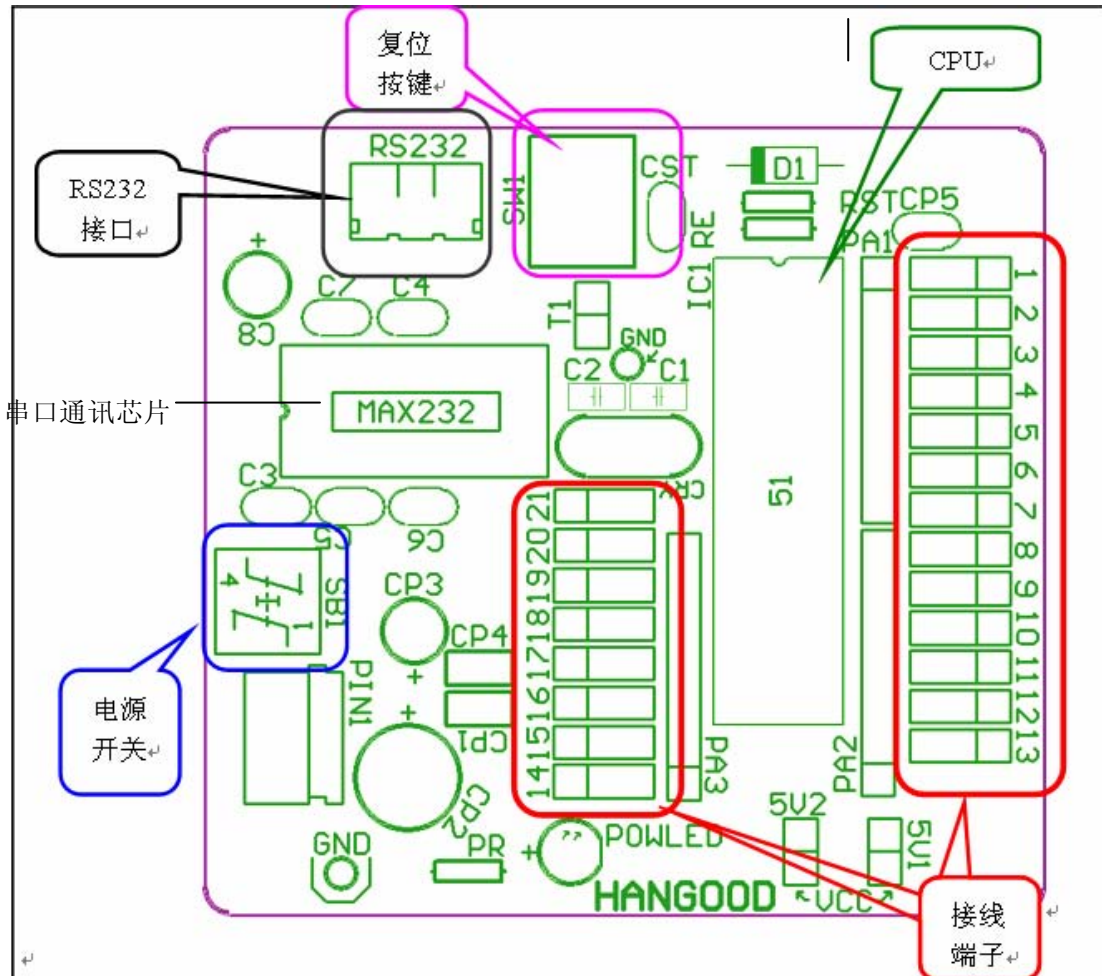 复位
按键
CPU
RS232
接口
RS232
SW1
CST
RE
D1
RST
CP5
PA1
IC1
C7
C4
C8
T1
GND
C2
C1
串口通讯芯片
MAX232
CRY
51
C3
C5
C6
1
2
3
4
5
6
7
8
9
10
11
12
13
21
20
19
18
17
16
15
14
4
1
SB1
CP3
CP4
CP1
PIN1
CP2
电源
开关
PA3
PA2
5V2
5V1
POWLED
GND
PR
HANGOOD
VCC
接线
端子